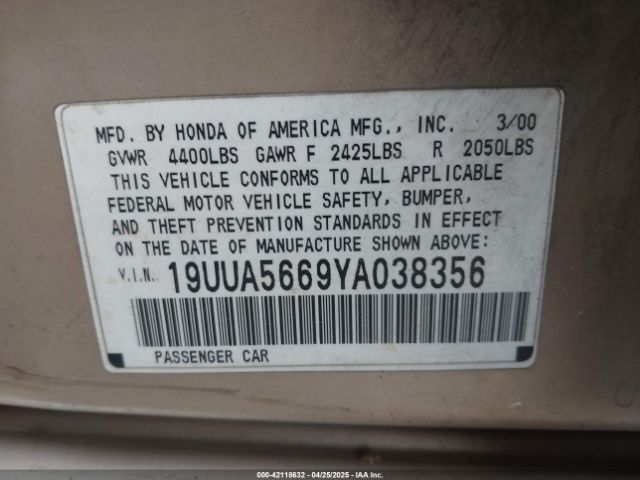 MFD. BY HONDA OF AMERICA MFG., INC. 3/00
GVWR 4400LBS GAWR F 2425LBS R 2050LBS
THIS VEHICLE CONFORMS TO ALL APPLICABLE
FEDERAL MOTOR VEHICLE SAFETY, BUMPER,
AND THEFT PREVENTION STANDARDS IN EFFECT
ON THE DATE OF MANUFACTURE SHOWN ABOVE:
V.I.N. 19UUA5669YA038356
PASSENGER CAR
000-42118632 - 04/25/2025 - IAA Inc.